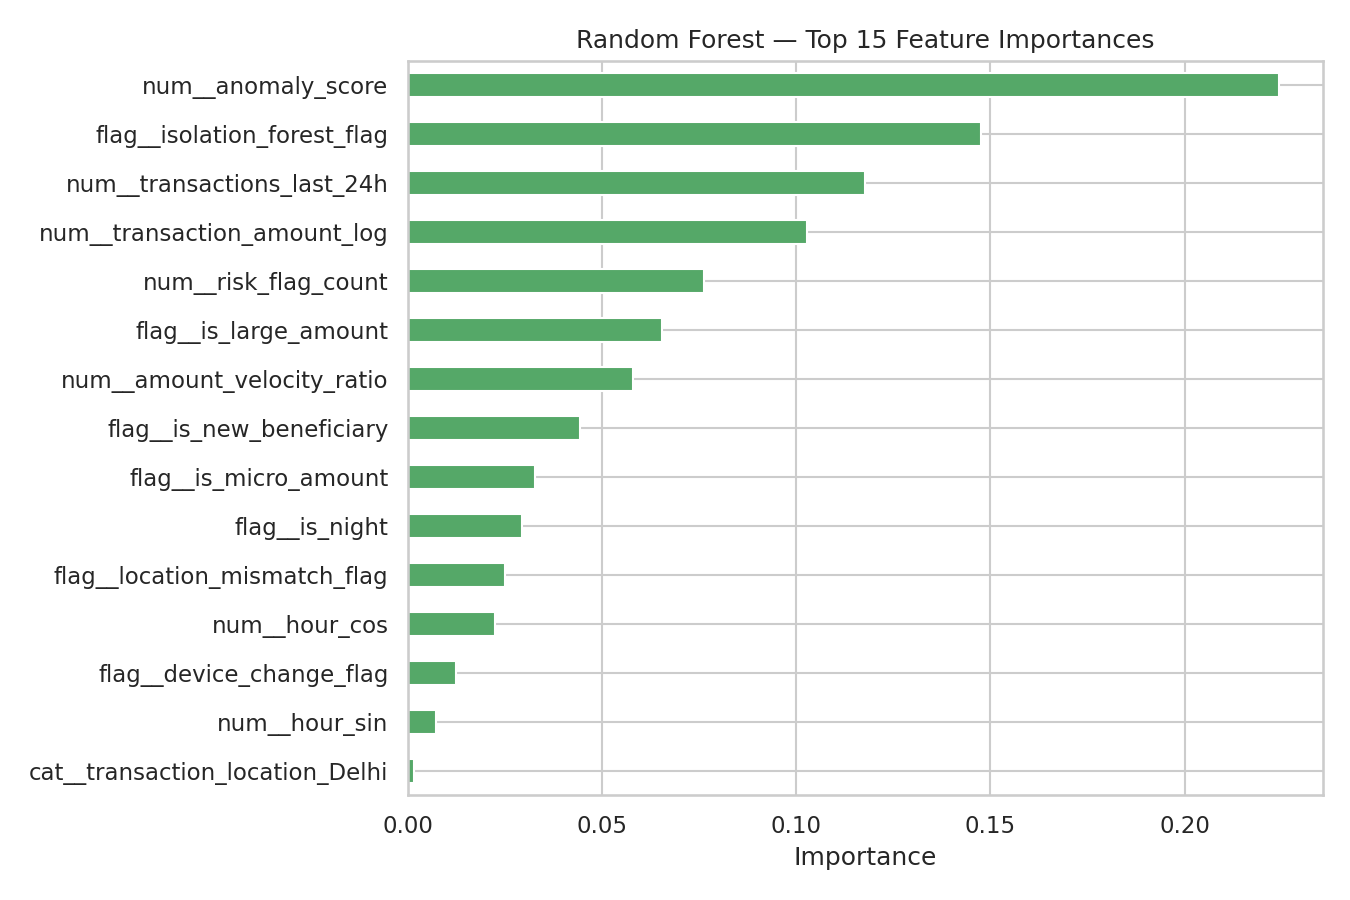 Random Forest — Top 15 Feature Importances
num__anomaly_score
flag__isolation_forest_flag
num__transactions_last_24h
num__transaction_amount_log
num__risk_flag_count
flag__is_large_amount
num__amount_velocity_ratio
flag__is_new_beneficiary
flag__is_micro_amount
flag__is_night
flag__location_mismatch_flag
num__hour_cos
flag__device_change_flag
num__hour_sin
cat__transaction_location_Delhi
0.00 0.05 0.10 0.15 0.20
Importance